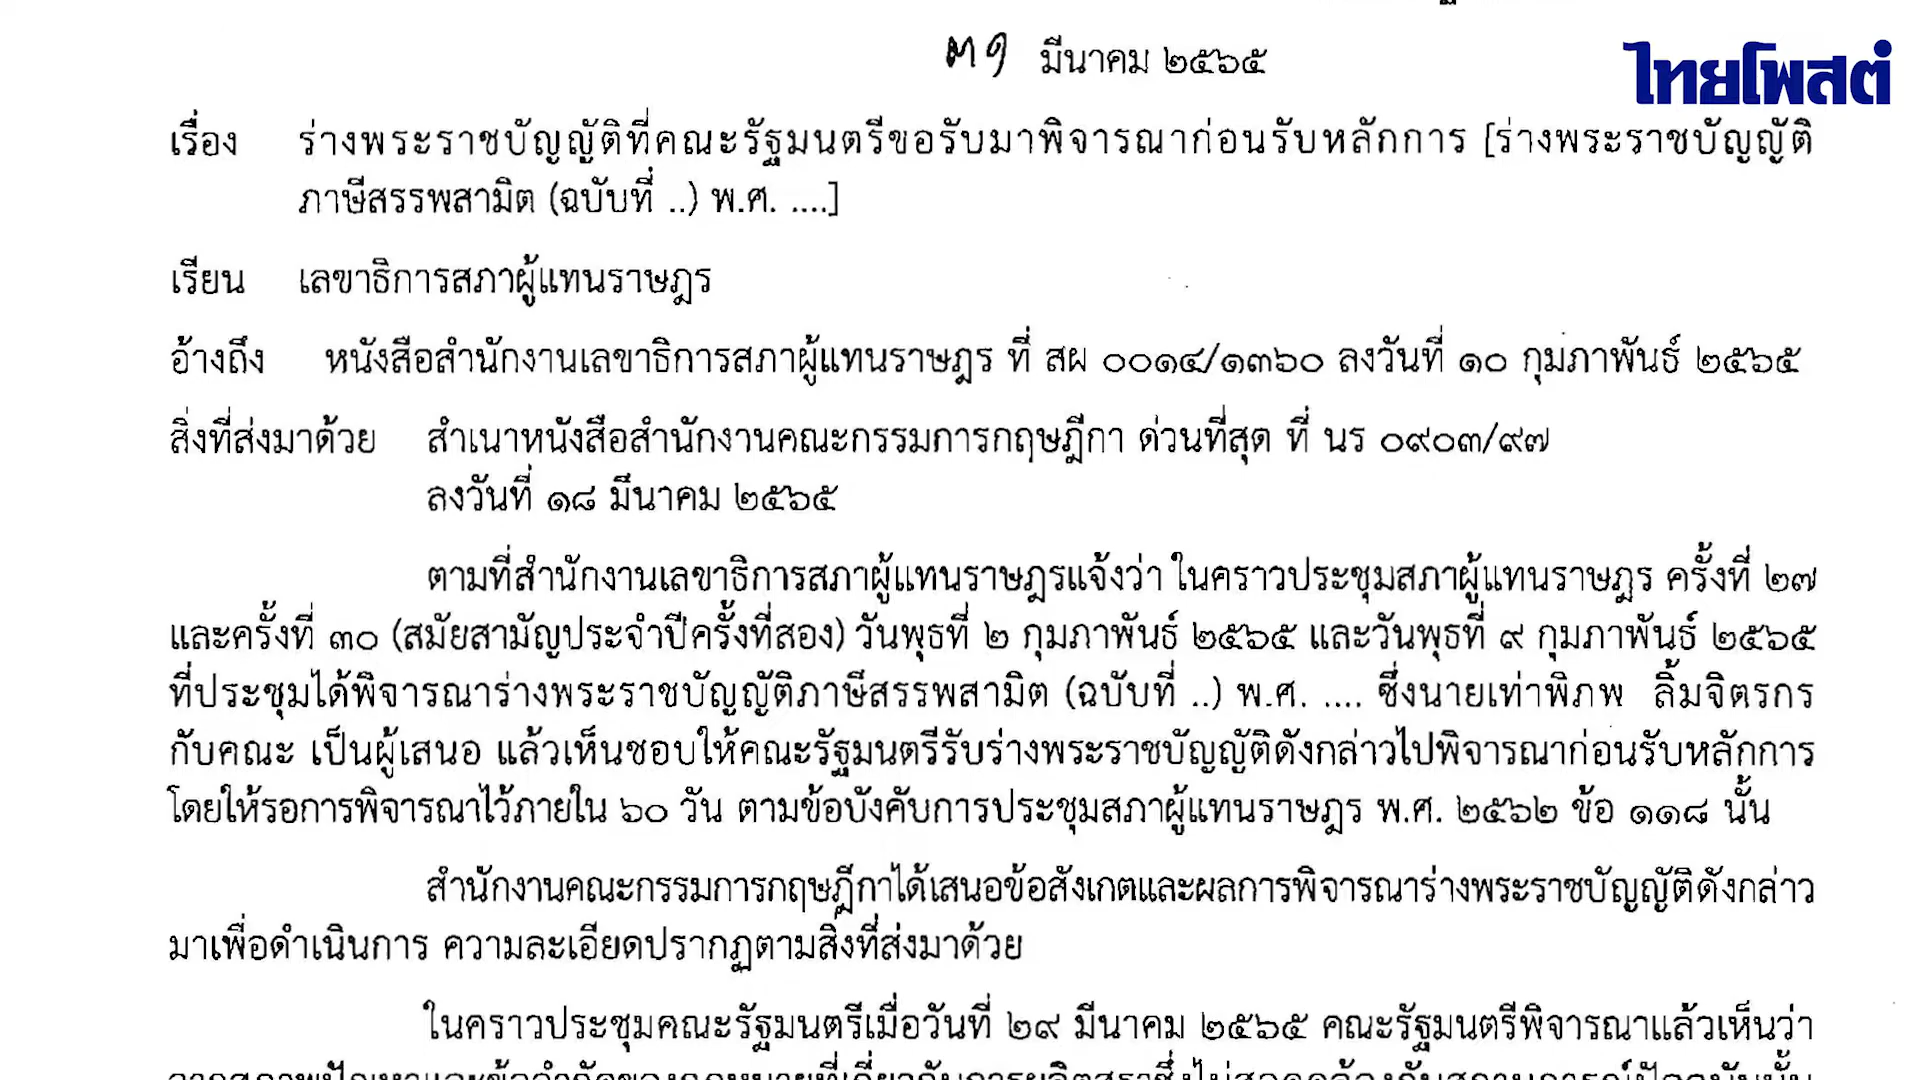 ๓๑ มีนาคม ๒๕๖๕
ไทยโพสต์
เรื่อง ร่างพระราชบัญญัติที่คณะรัฐมนตรีขอรับมาพิจารณาก่อนรับหลักการ [ร่างพระราชบัญญัติ
ภาษีสรรพสามิต (ฉบับที่ ..) พ.ศ. ....]
เรียน เลขาธิการสภาผู้แทนราษฎร
อ้างถึง หนังสือสำนักงานเลขาธิการสภาผู้แทนราษฎร ที่ สผ ๐๐๑๔/๑๓๖๐ ลงวันที่ ๑๐ กุมภาพันธ์ ๒๕๖๕
สิ่งที่ส่งมาด้วย สำเนาหนังสือสำนักงานคณะกรรมการกฤษฎีกา ด่วนที่สุด ที่ นร ๐๙๐๓/๙๗
ลงวันที่ ๑๘ มีนาคม ๒๕๖๕
ตามที่สำนักงานเลขาธิการสภาผู้แทนราษฎรแจ้งว่า ในคราวประชุมสภาผู้แทนราษฎร ครั้งที่ ๒๗
และครั้งที่ ๓๐ (สมัยสามัญประจำปีครั้งที่สอง) วันพุธที่ ๒ กุมภาพันธ์ ๒๕๖๕ และวันพุธที่ ๙ กุมภาพันธ์ ๒๕๖๕
ที่ประชุมได้พิจารณาร่างพระราชบัญญัติภาษีสรรพสามิต (ฉบับที่ ..) พ.ศ. .... ซึ่งนายเท่าพิภพ ลิ้มจิตรกร
กับคณะ เป็นผู้เสนอ แล้วเห็นชอบให้คณะรัฐมนตรีรับร่างพระราชบัญญัติดังกล่าวไปพิจารณาก่อนรับหลักการ
โดยให้รอการพิจารณาไว้ภายใน ๖๐ วัน ตามข้อบังคับการประชุมสภาผู้แทนราษฎร พ.ศ. ๒๕๖๒ ข้อ ๑๑๘ นั้น
สำนักงานคณะกรรมการกฤษฎีกาได้เสนอข้อสังเกตและผลการพิจารณาร่างพระราชบัญญัติดังกล่าว
มาเพื่อดำเนินการ ความละเอียดปรากฏตามสิ่งที่ส่งมาด้วย
ในคราวประชุมคณะรัฐมนตรีเมื่อวันที่ ๒๙ มีนาคม ๒๕๖๕ คณะรัฐมนตรีพิจารณาแล้วเห็นว่า